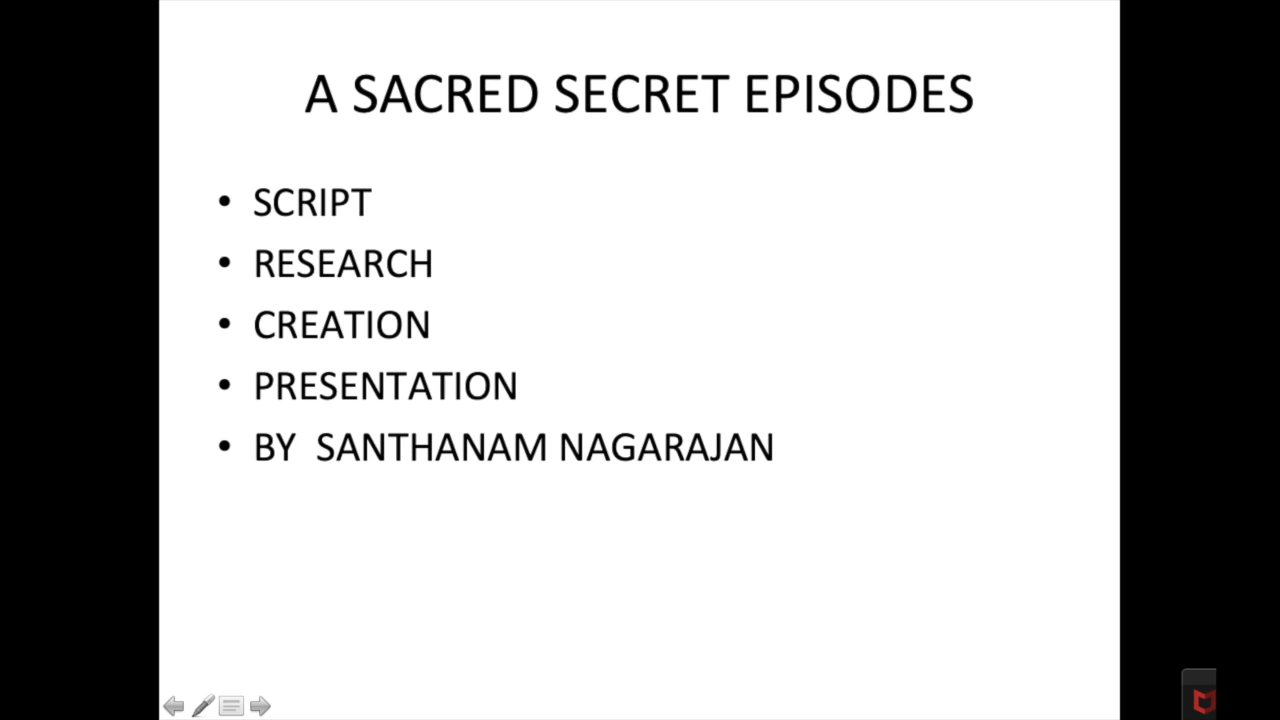 A SACRED SECRET EPISODES
• SCRIPT
• RESEARCH
• CREATION
• PRESENTATION
• BY  SANTHANAM NAGARAJAN